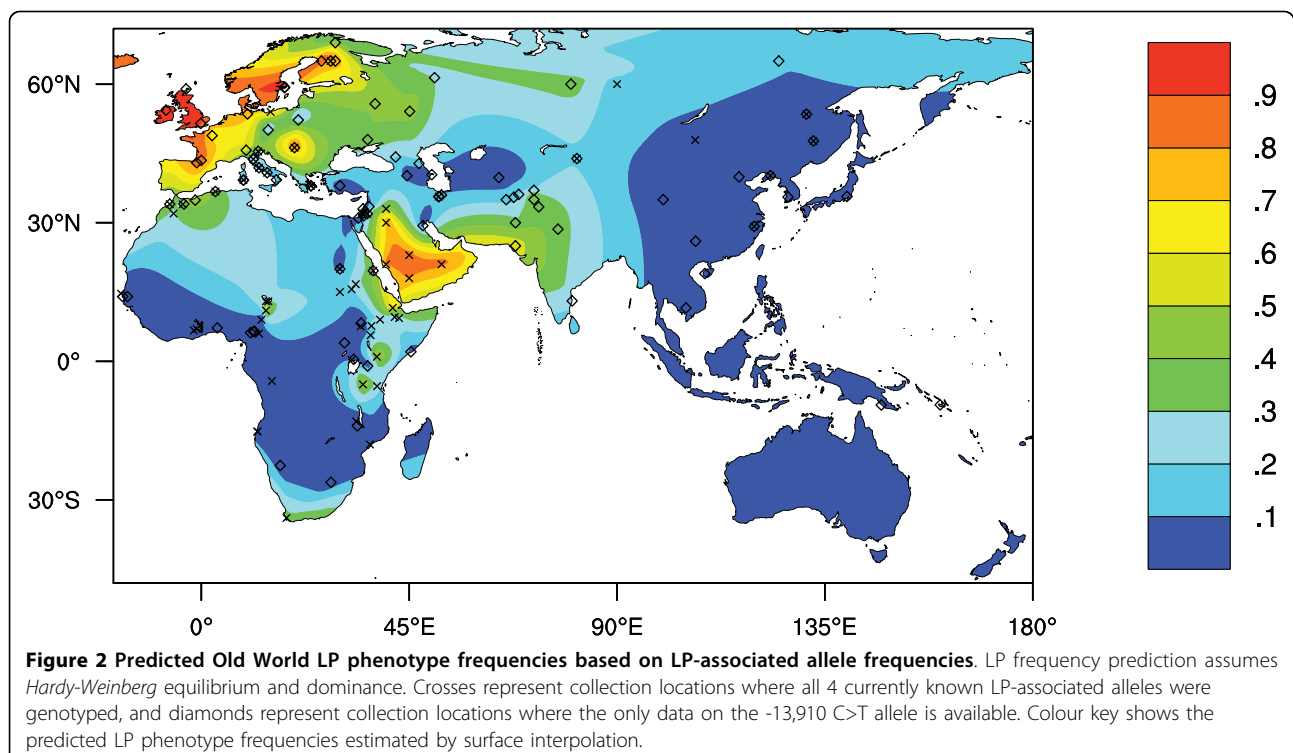 60°N
30°N
0°
30°S
0°
45°E
90°E
135°E
180°
.9
.8
.7
.6
.5
.4
.3
.2
.1
Figure 2 Predicted Old World LP phenotype frequencies based on LP-associated allele frequencies. LP frequency prediction assumes
Hardy-Weinberg equilibrium and dominance. Crosses represent collection locations where all 4 currently known LP-associated alleles were
genotyped, and diamonds represent collection locations where the only data on the -13,910 C>T allele is available. Colour key shows the
predicted LP phenotype frequencies estimated by surface interpolation.